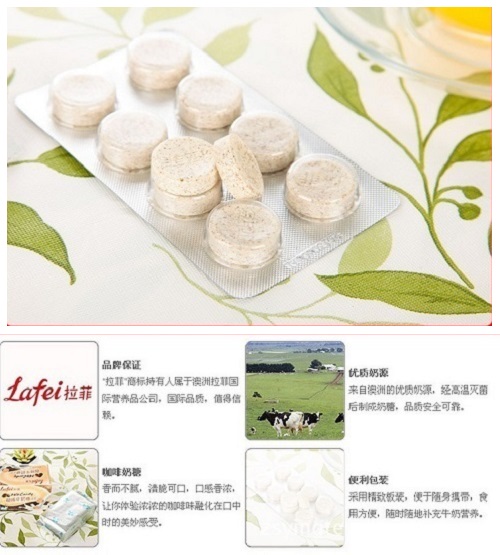 Lafei 拉菲
品牌保证
"拉菲"商标持有人属于澳洲拉菲国
际营养品公司，国际品质，值得信
赖。
优质奶源
来自澳洲的优质奶源，经高温灭菌
后制成奶糖，品质安全可靠。
咖啡奶糖
香而不腻，清脆可口，口感香浓，
让你体验浓浓的咖啡味融化在口中
时的美妙感受。
便利包装
采用精致板装，便于随身携带，食
用方便，随时随地补充牛奶营养。